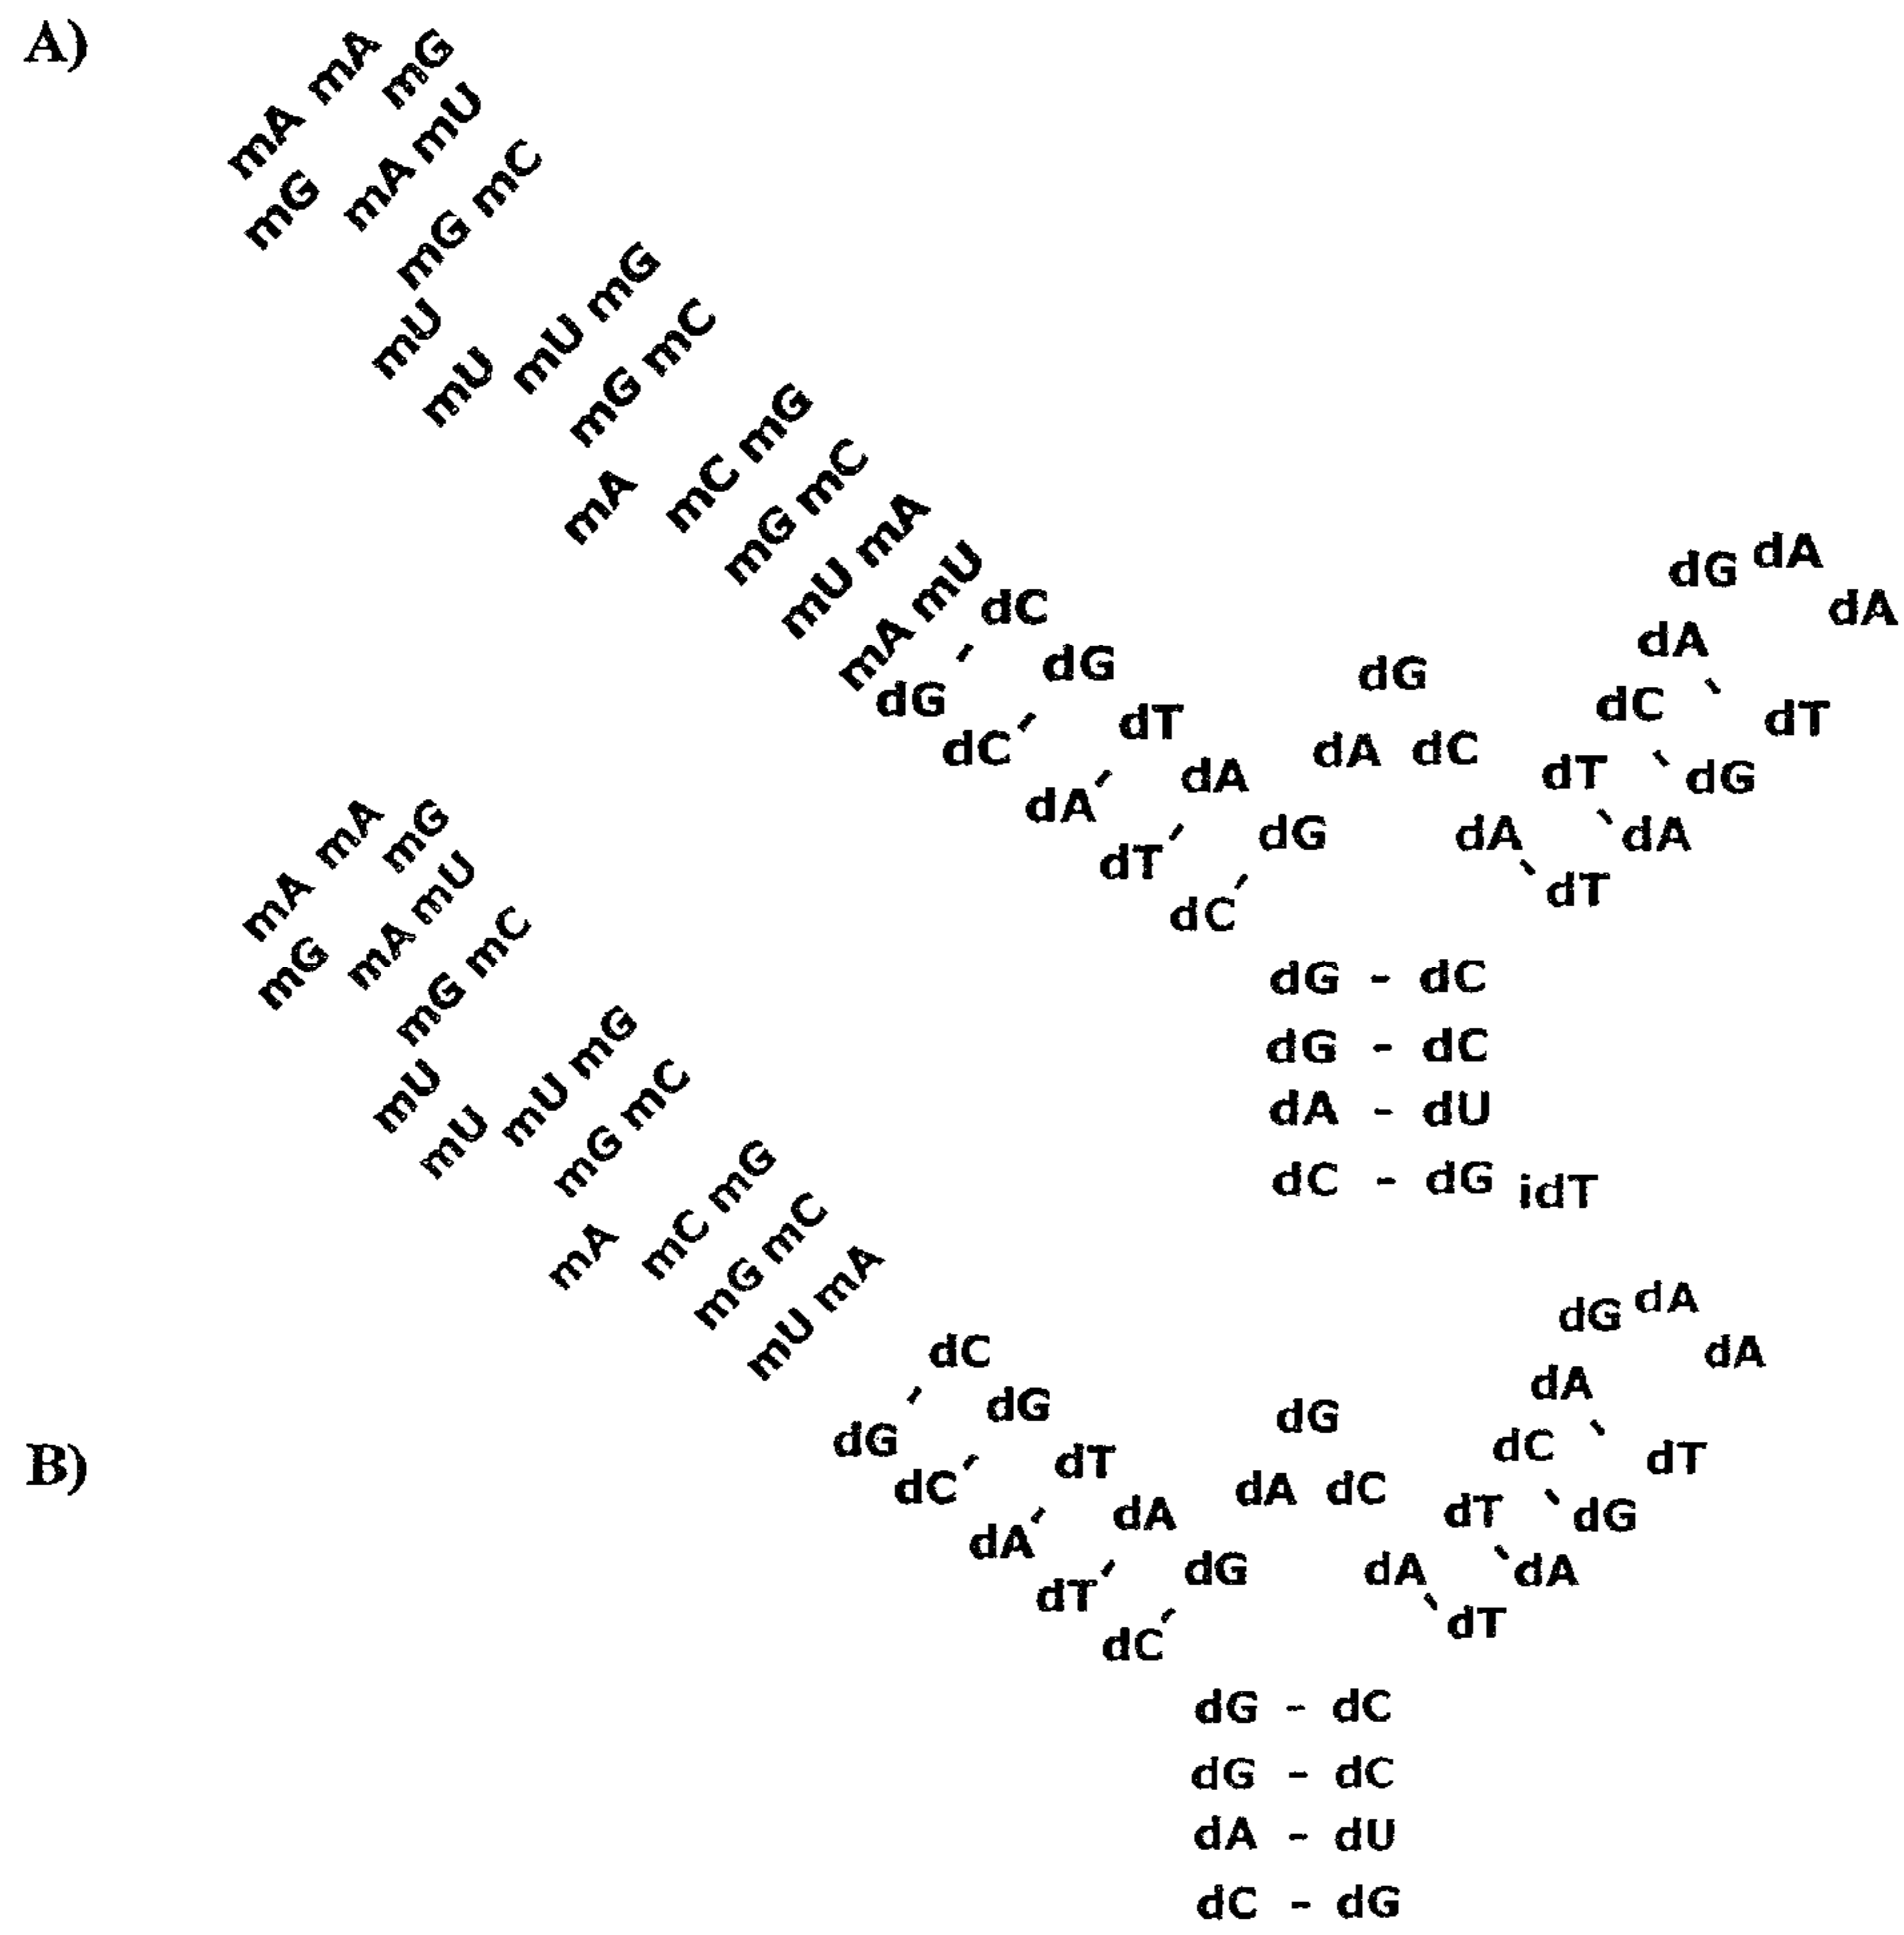 A)
mA mA
mG
mG
mA mU
mG mC
mU
mU
mU mG
mG mC
mA
mC mG
mG mC
mU mA
mA mU
dC
dG
dG
dC
dT
dA
dA
dT
dG
dC
dG
dA dC
dG dA
dA
dA
dC
dT
dT
dG
dA
dA
dT
dG - dC
dG - dC
dA - dU
dC - dG idT
mA mA
mG
mG
mA mU
mG mC
mU
mU
mU mG
mG mC
mA
mC mG
mG mC
mU mA
B)
dC
dG
dG
dC
dT
dA
dA
dT
dG
dC
dG
dA dC
dG dA
dA
dA
dC
dT
dT
dG
dA
dA
dT
dG - dC
dG - dC
dA - dU
dC - dG